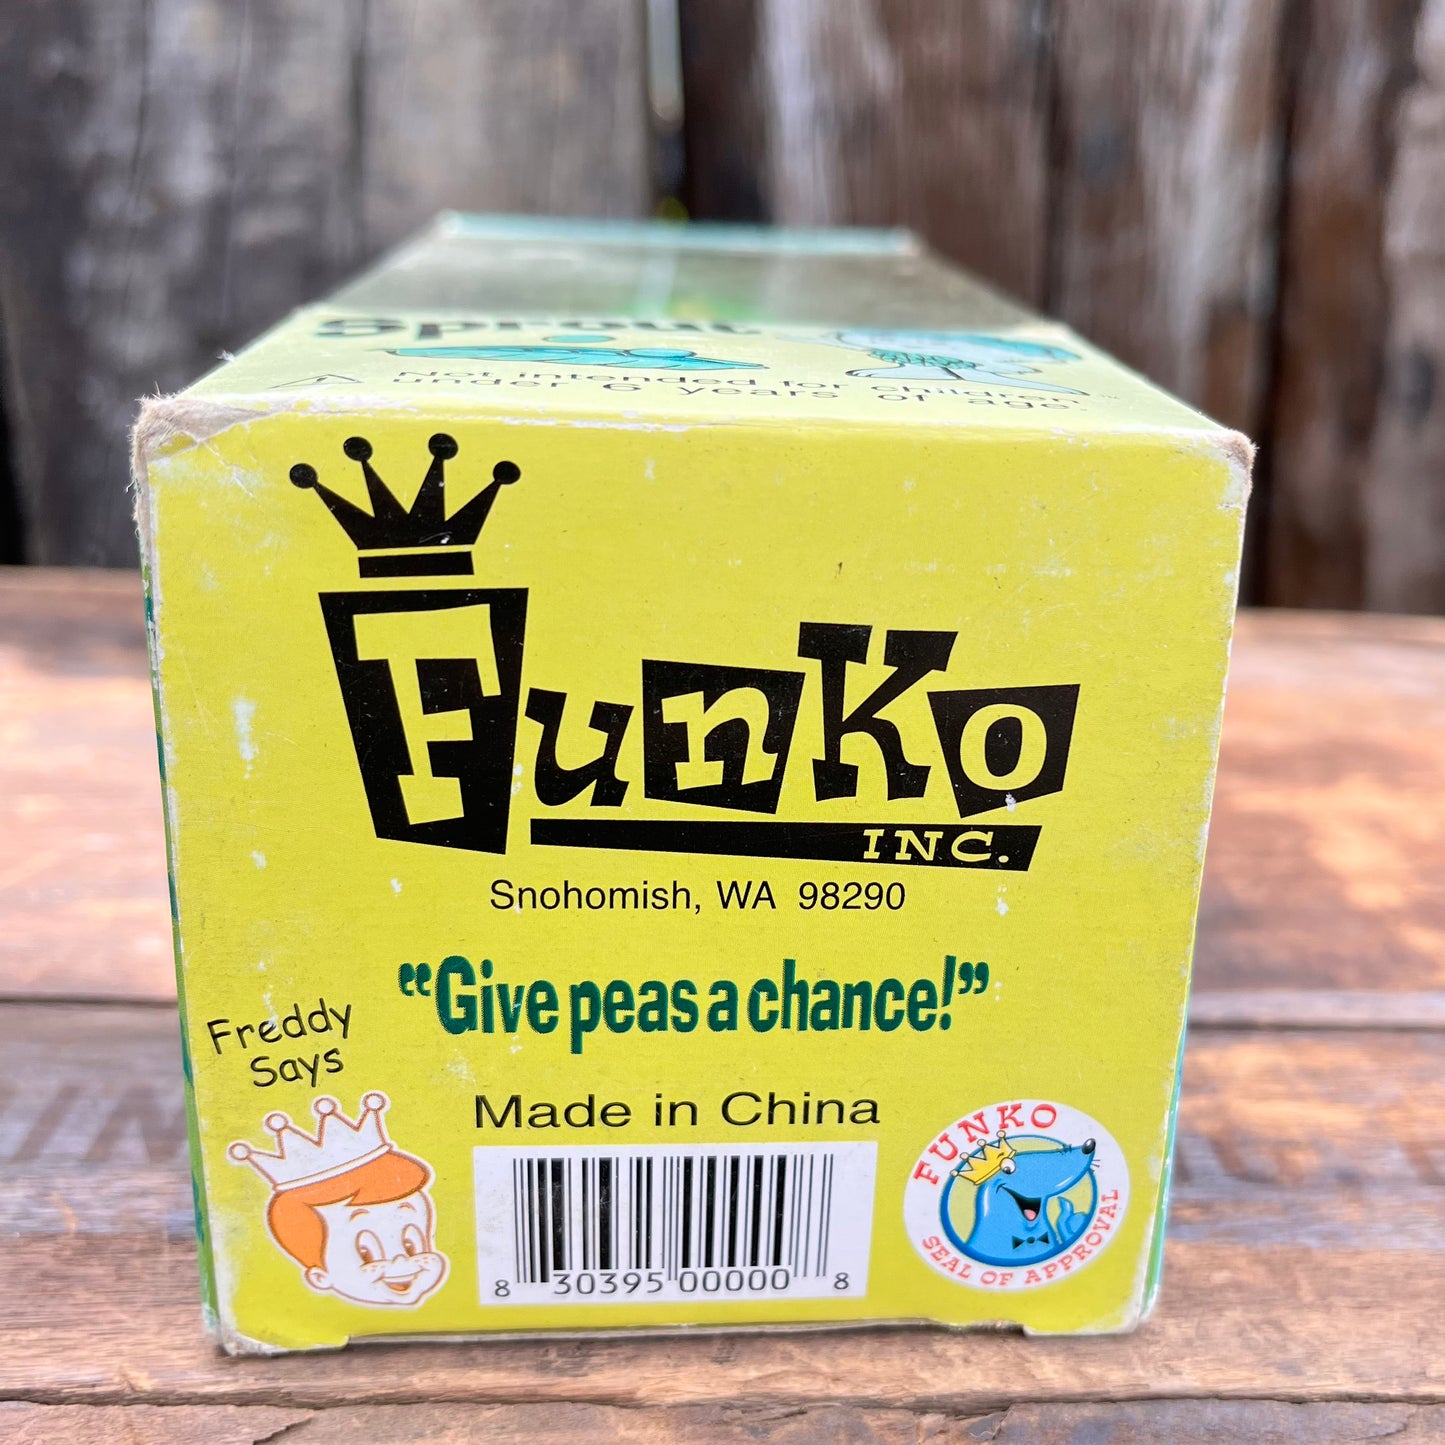 Sprout
Not intended for children
under 6 years of age.
Funko
INC.
Snohomish, WA 98290
“Give peas a chance!”
Freddy
Says
Made in China
8 30395 00000 8
FUNKO
SEAL OF APPROVAL